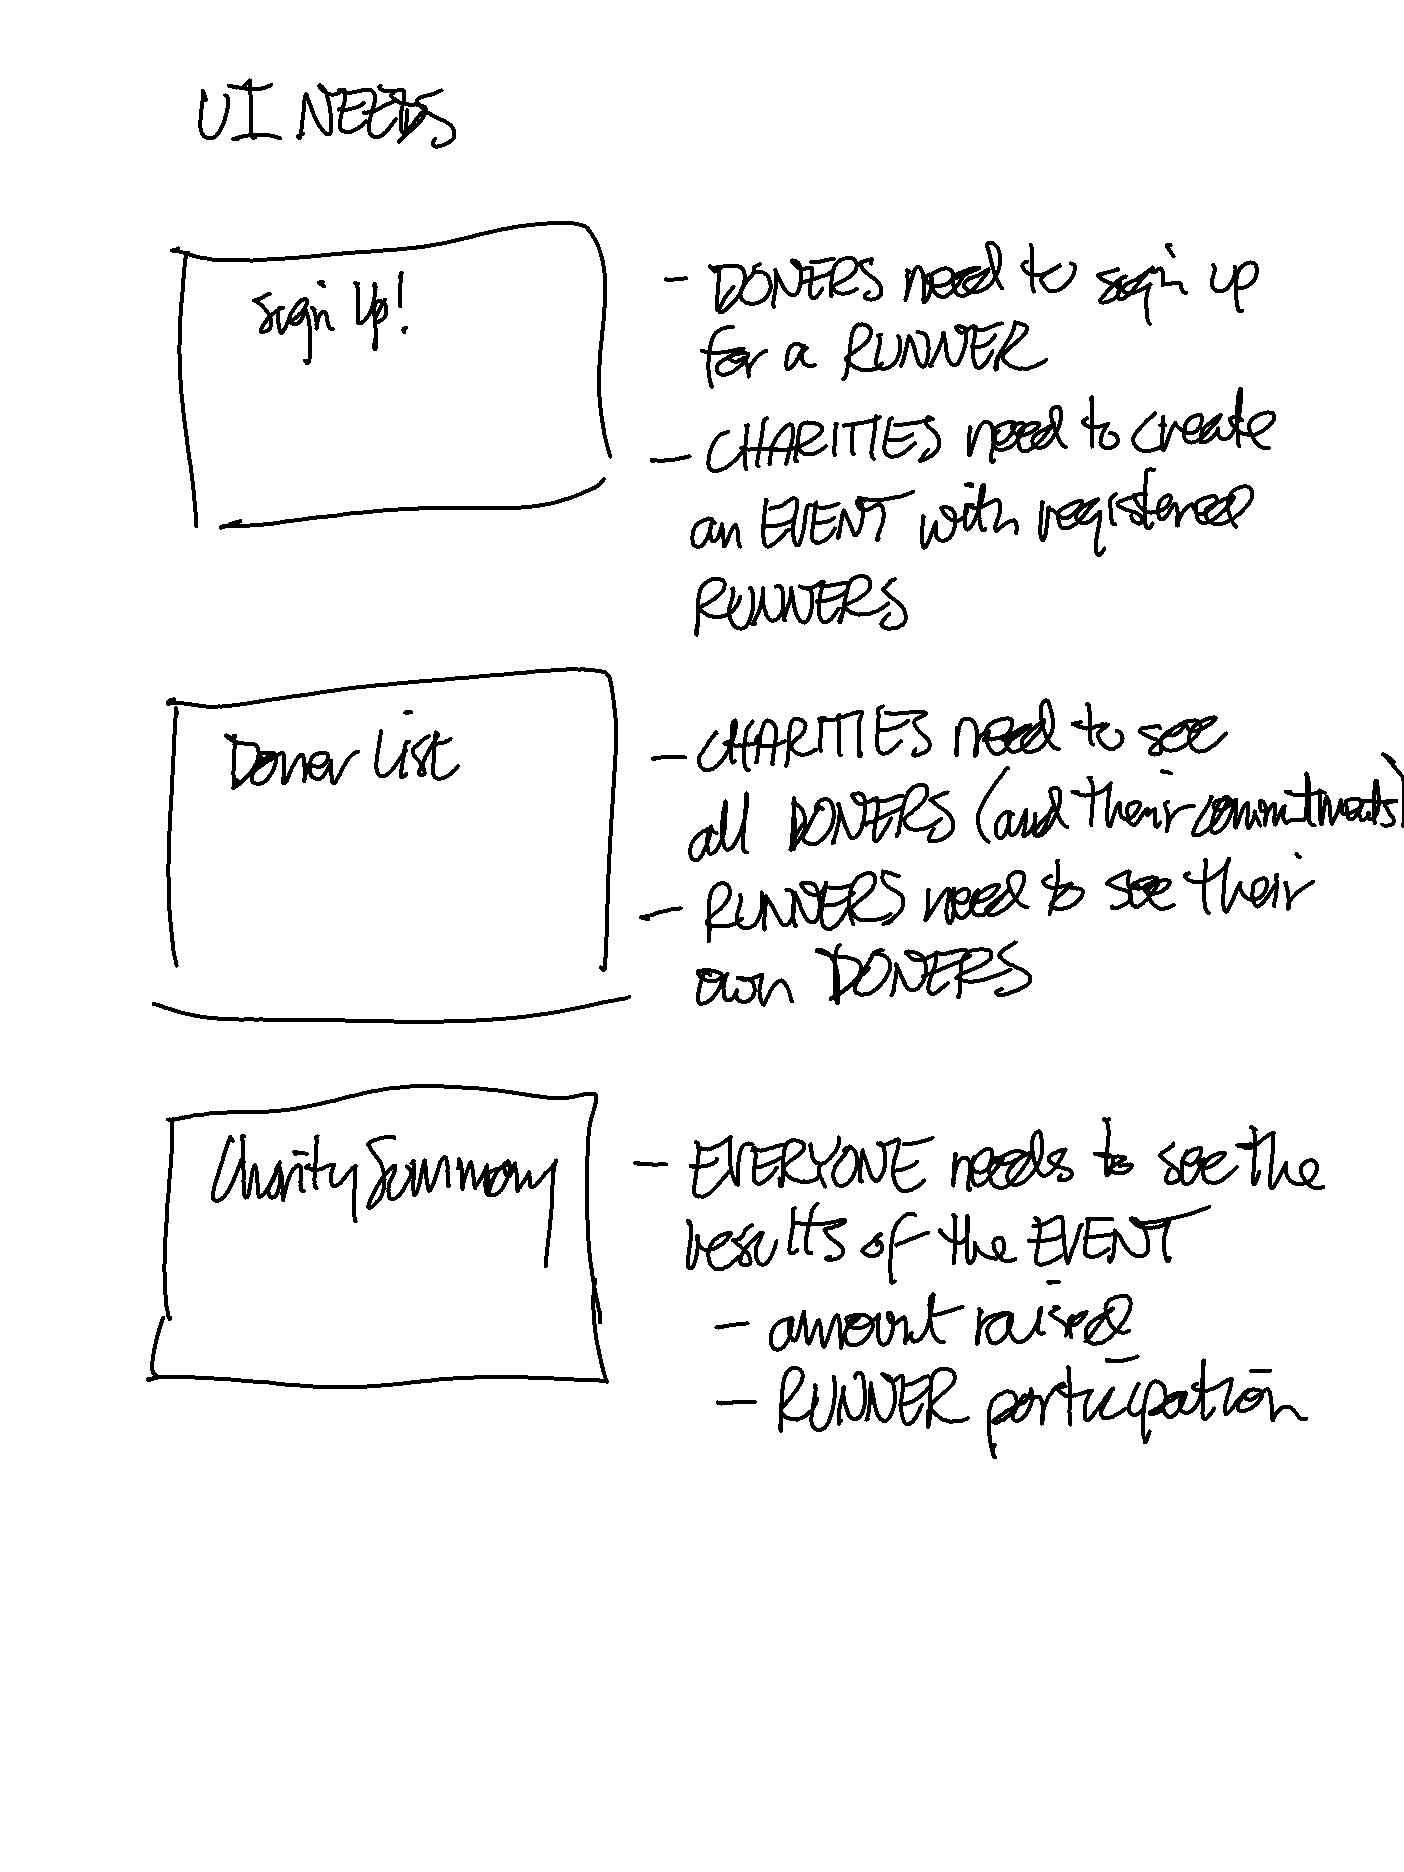 UI NEEDS
Sign Up!
- DONERS need to sign up
for a RUNNER
- CHARITIES need to create
an EVENT with registered
RUNNERS
Doner List
- CHARITIES need to see
all DONERS (and their commitments)
- RUNNERS need to see their
own DONERS
Charity Summary
- EVERYONE needs to see the
results of the EVENT
- amount raised
- RUNNER participation